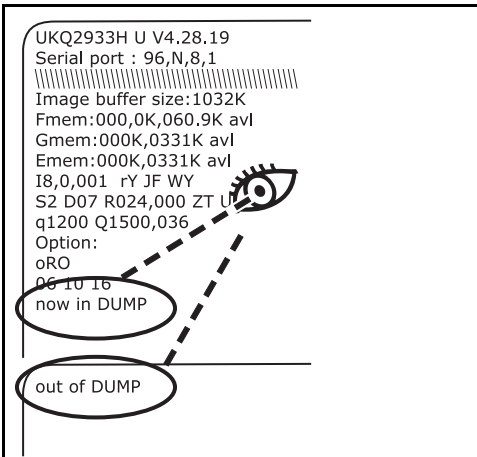 UKQ2933H U V4.28.19
Serial port : 96,N,8,1
\\\\\\\\\\\\\\\\\\\\\\\\\\\\\\\\\\\\\\\\\\\\
Image buffer size:1032K
Fmem:000,0K,060.9K avl
Gmem:000K,0331K avl
Emem:000K,0331K avl
I8,0,001 rY JF WY
S2 D07 R024,000 ZT U
q1200 Q1500,036
Option:
oRO
06 10 16
now in DUMP
out of DUMP